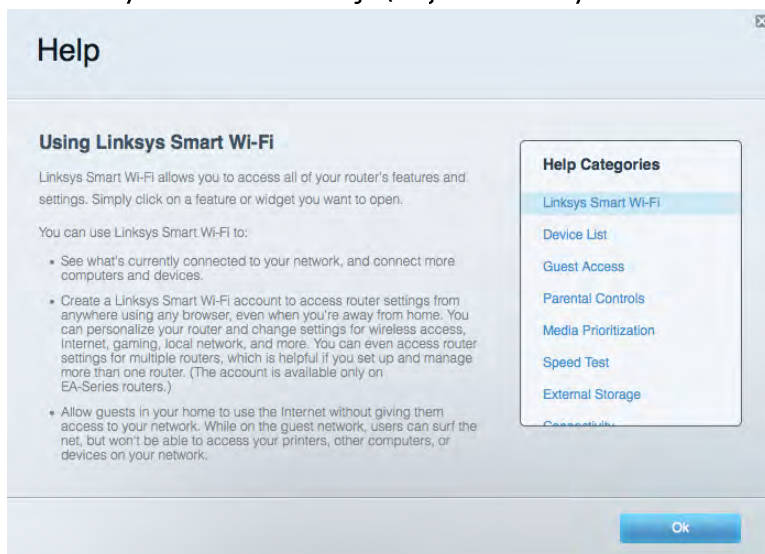 Help
Using Linksys Smart Wi-Fi
Linksys Smart Wi-Fi allows you to access all of your router's features and
settings. Simply click on a feature or widget you want to open.
You can use Linksys Smart Wi-Fi to:
• See what's currently connected to your network, and connect more
computers and devices.
• Create a Linksys Smart Wi-Fi account to access router settings from
anywhere using any browser, even when you're away from home. You
can personalize your router and change settings for wireless access,
Internet, gaming, local network, and more. You can even access router
settings for multiple routers, which is helpful if you set up and manage
more than one router. (The account is available only on
EA-Series routers.)
• Allow guests in your home to use the Internet without giving them
access to your network. While on the guest network, users can surf the
net, but won't be able to access your printers, other computers, or
devices on your network.
Help Categories
Linksys Smart Wi-Fi
Device List
Guest Access
Parental Controls
Media Prioritization
Speed Test
External Storage
Connectivity
Ok